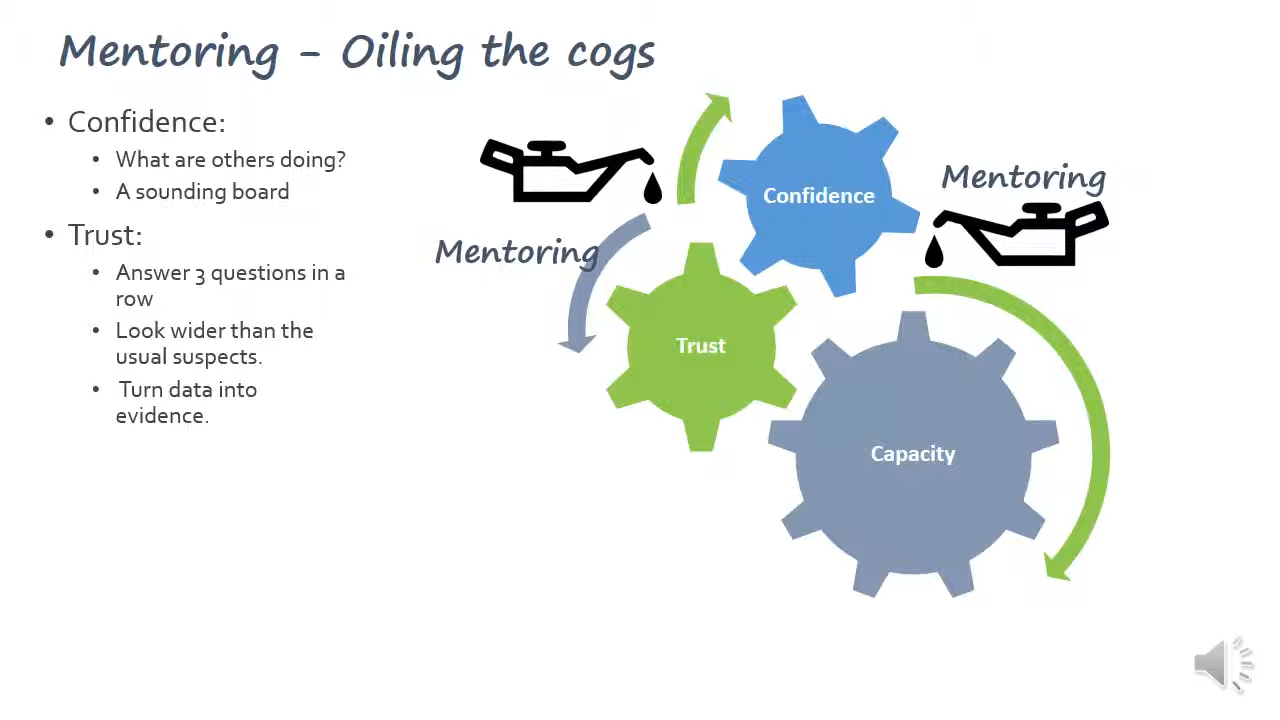 Mentoring – Oiling the cogs
• Confidence:
• What are others doing?
• A sounding board
• Trust:
• Answer 3 questions in a
row
• Look wider than the
usual suspects.
• Turn data into
evidence.
Mentoring
Confidence
Mentoring
Trust
Capacity